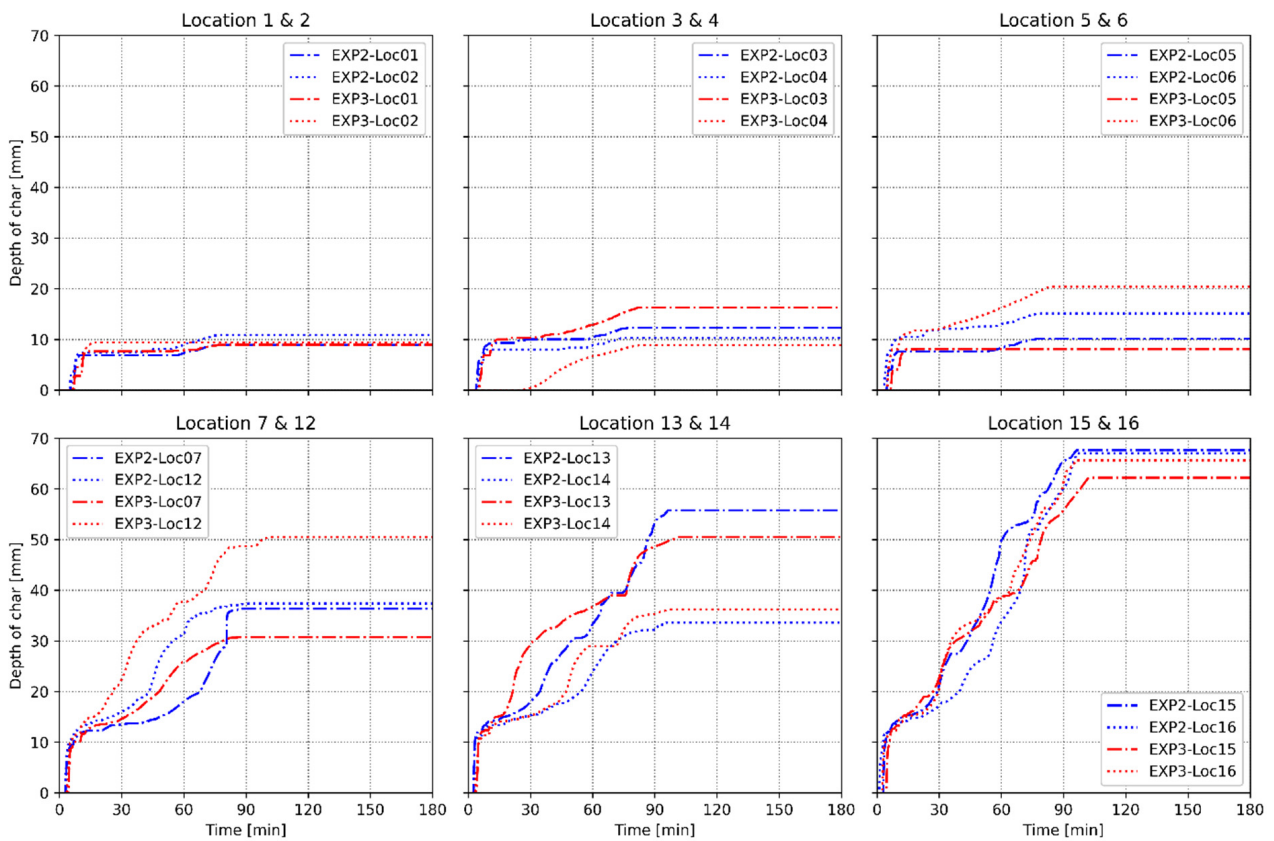 Location 1 & 2
Location 3 & 4
Location 5 & 6
70
60
50
40
30
20
10
0
Depth of char [mm]
EXP2-Loc01
EXP2-Loc02
EXP3-Loc01
EXP3-Loc02
EXP2-Loc03
EXP2-Loc04
EXP3-Loc03
EXP3-Loc04
EXP2-Loc05
EXP2-Loc06
EXP3-Loc05
EXP3-Loc06
Location 7 & 12
Location 13 & 14
Location 15 & 16
70
60
50
40
30
20
10
0
Depth of char [mm]
EXP2-Loc07
EXP2-Loc12
EXP3-Loc07
EXP3-Loc12
EXP2-Loc13
EXP2-Loc14
EXP3-Loc13
EXP3-Loc14
EXP2-Loc15
EXP2-Loc16
EXP3-Loc15
EXP3-Loc16
0 30 60 90 120 150 180
0 30 60 90 120 150 180
0 30 60 90 120 150 180
Time [min]
Time [min]
Time [min]